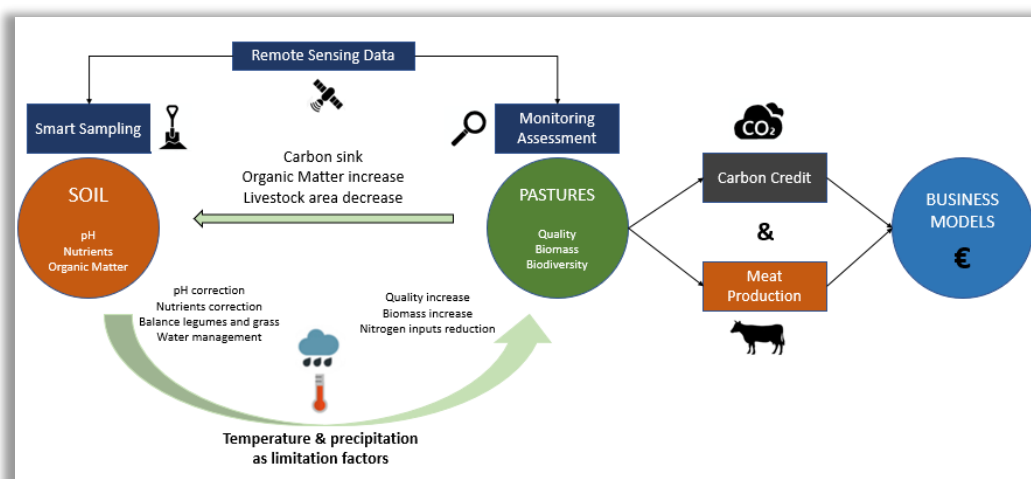 Remote Sensing Data
Smart Sampling
Monitoring
Assessment
CO₂
Carbon sink
Organic Matter increase
Livestock area decrease
SOIL
pH
Nutrients
Organic Matter
PASTURES
Quality
Biomass
Biodiversity
Carbon Credit
&
Meat
Production
BUSINESS
MODELS
€
pH correction
Nutrients correction
Balance legumes and grass
Water management
Quality increase
Biomass increase
Nitrogen inputs reduction
Temperature & precipitation
as limitation factors